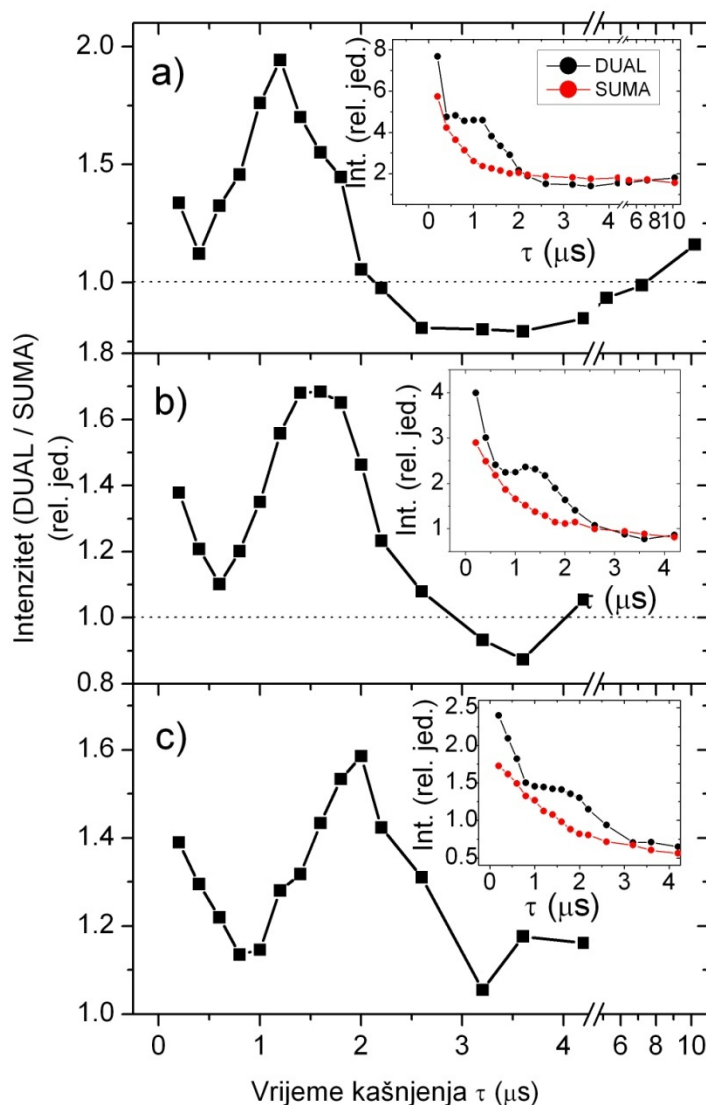 a)
2.0
1.5
1.0
1.8
8
6
4
2
Int. (rel. jed.)
DUAL
SUMA
0 1 2 3 4 6 8 10
τ (μs)
b)
1.6
1.4
1.2
1.0
0.8
4
3
2
1
Int. (rel. jed.)
0 1 2 3 4
τ (μs)
c)
1.6
1.4
1.2
1.0
2.5
2.0
1.5
1.0
0.5
Int. (rel. jed.)
0 1 2 3 4
τ (μs)
Intenzitet (DUAL / SUMA)
(rel. jed.)
0 1 2 3 4 6 8 10
Vrijeme kašnjenja τ (μs)